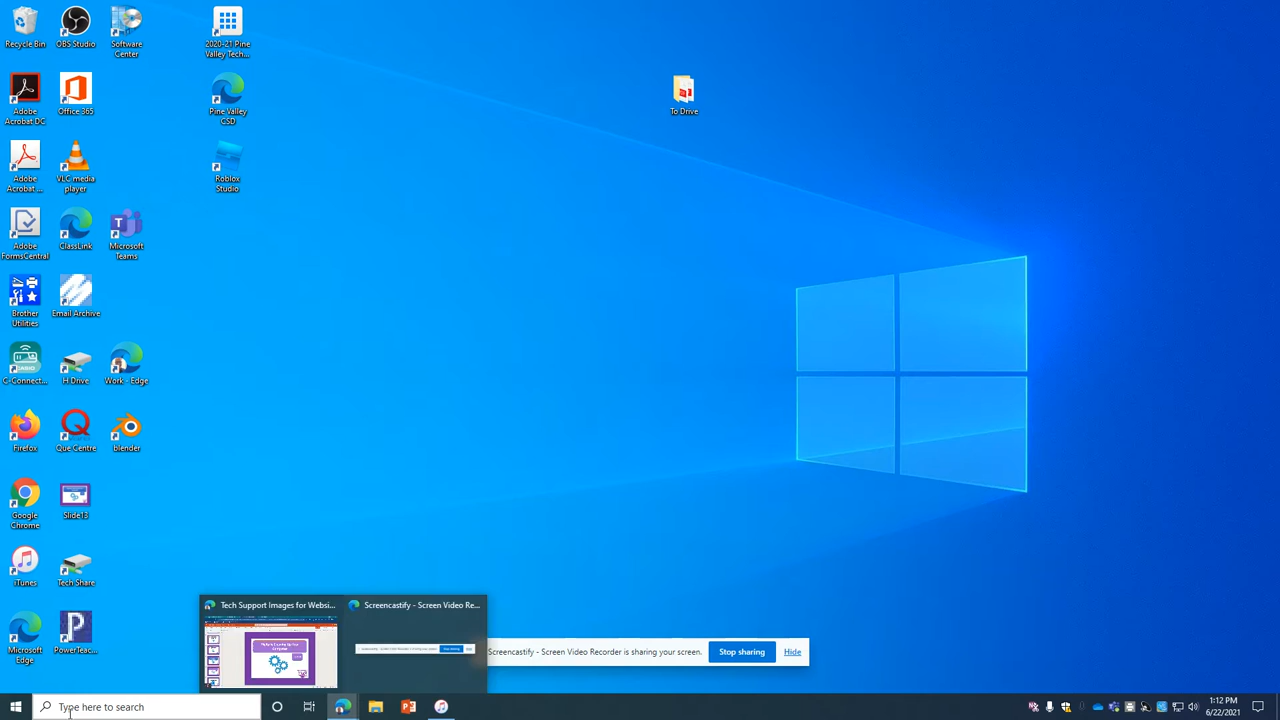 Recycle Bin
OBS Studio
Software
Center
2020-21 Pine
Valley Tech...
To Drive
Adobe
Acrobat DC
Office 365
Pine Valley
CSD
Adobe
Acrobat ...
VLC media
player
Roblox
Studio
Adobe
FormsCentral
ClassLink
Microsoft
Teams
Brother
Utilities
Email Archive
C-Connect...
H Drive
Work - Edge
Firefox
Que Centre
blender
Google
Chrome
Slide13
iTunes
Tech Share
Microsoft
Edge
PowerTeac...
Tech Support Images for Websi...
Screencastify - Screen Video Re...
Screencastify - Screen Video Recorder is sharing your screen.
Stop sharing
Hide
Type here to search
1:12 PM
6/22/2021